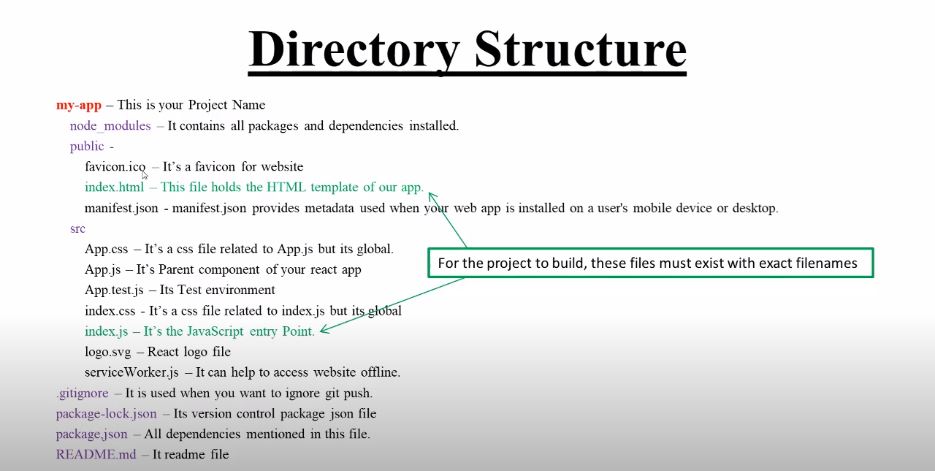 Directory Structure
my-app – This is your Project Name
node_modules – It contains all packages and dependencies installed.
public -
favicon.ico – It's a favicon for website
index.html – This file holds the HTML template of our app.
manifest.json - manifest.json provides metadata used when your web app is installed on a user's mobile device or desktop.
src
App.css – It's a css file related to App.js but its global.
For the project to build, these files must exist with exact filenames
App.js – It's Parent component of your react app
App.test.js – Its Test environment
index.css - It's a css file related to index.js but its global
index.js – It's the JavaScript entry Point.
logo.svg – React logo file
serviceWorker.js – It can help to access website offline.
.gitignore – It is used when you want to ignore git push.
package-lock.json – Its version control package json file
package.json – All dependencies mentioned in this file.
README.md – It readme file